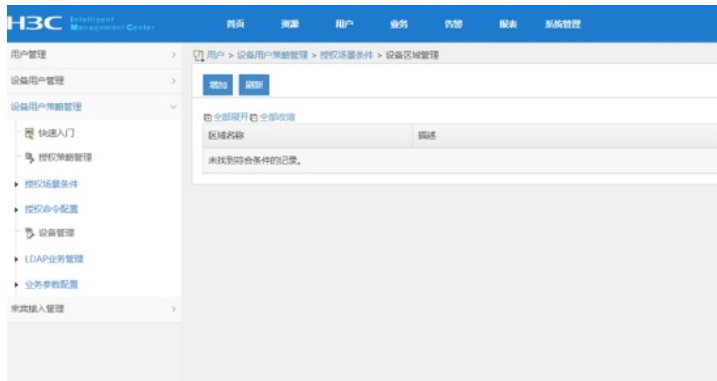 H3C Intelligent Management Center
首页 资源 用户 业务 告警 报表 系统管理
用户管理
设备用户管理
设备用户策略管理
快速入门
授权策略管理
授权场景条件
授权命令配置
设备管理
LDAP业务管理
业务参数配置
来宾接入管理
用户 > 设备用户策略管理 > 授权场景条件 > 设备区域管理
增加 刷新
全部展开 全部收缩
区域名称 描述
未找到符合条件的记录。